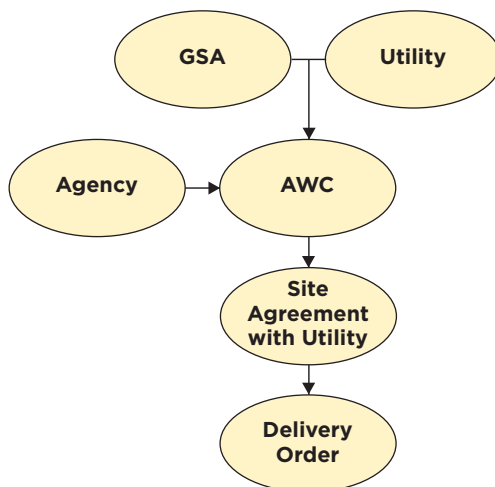 GSA
Utility
Agency
AWC
Site
Agreement
with Utility
Delivery
Order